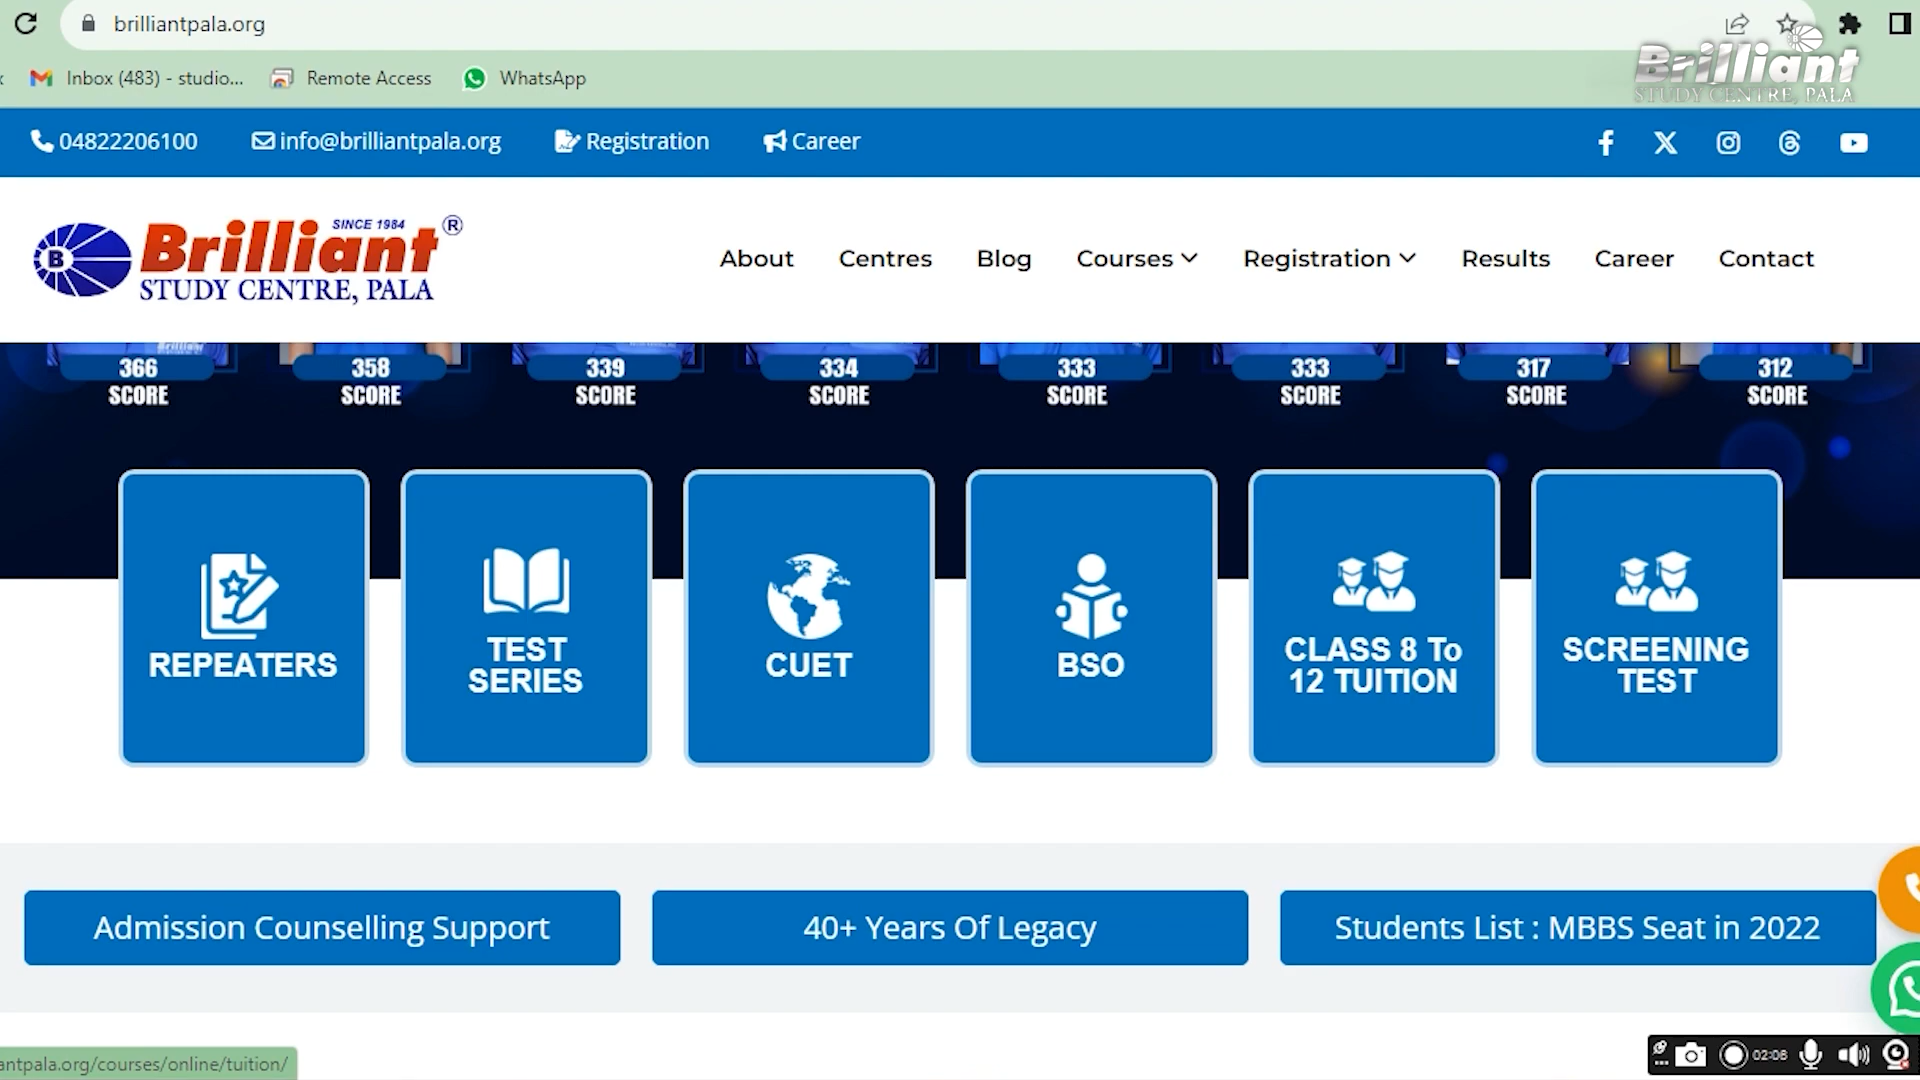 brilliantpala.org
Inbox (483) - studio...
Remote Access
WhatsApp
Brilliant
STUDY CENTRE, PALA
04822206100
info@brilliantpala.org
Registration
Career
SINCE 1984
Brilliant ®
B
STUDY CENTRE, PALA
About
Centres
Blog
Courses
Registration
Results
Career
Contact
366
SCORE
358
SCORE
339
SCORE
334
SCORE
333
SCORE
333
SCORE
317
SCORE
312
SCORE
REPEATERS
TEST
SERIES
CUET
BSO
CLASS 8 To
12 TUITION
SCREENING
TEST
Admission Counselling Support
40+ Years Of Legacy
Students List : MBBS Seat in 2022
antpala.org/courses/online/tuition/
02:08